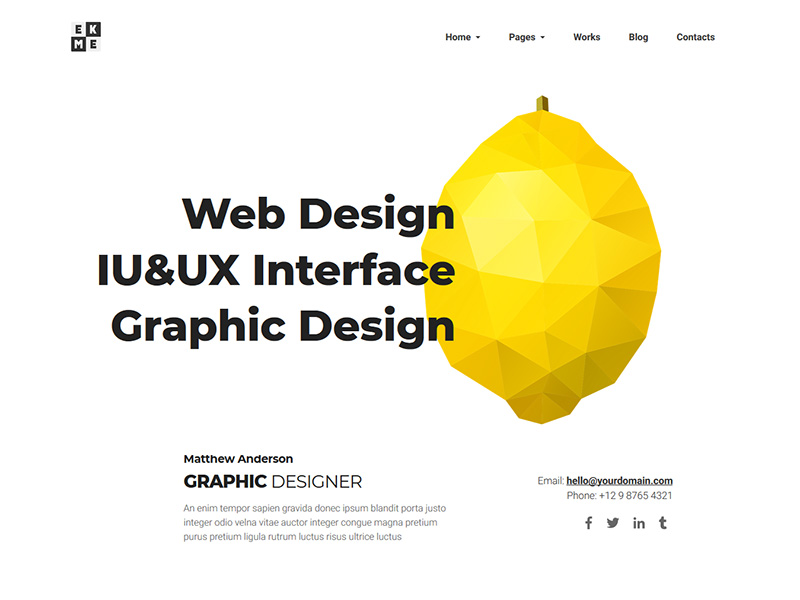 E K
M E
Home Pages Works Blog Contacts
Web Design
IU&UX Interface
Graphic Design
Matthew Anderson
GRAPHIC DESIGNER
An enim tempor sapien gravida donec ipsum blandit porta justo
integer odio velna vitae auctor integer congue magna pretium
purus pretium ligula rutrum luctus risus ultrice luctus
Email: hello@yourdomain.com
Phone: +12 9 8765 4321